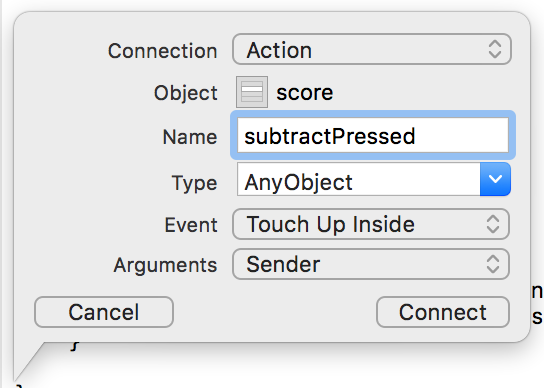 Connection Action
Object score
Name subtractPressed
Type AnyObject
Event Touch Up Inside
Arguments Sender
n
Cancel Connect s
}